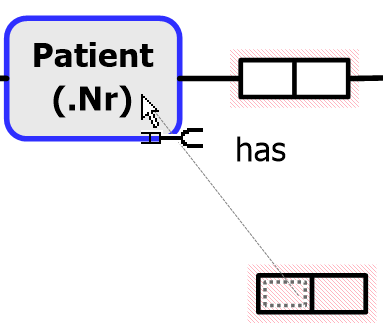 Patient
(.Nr)
has